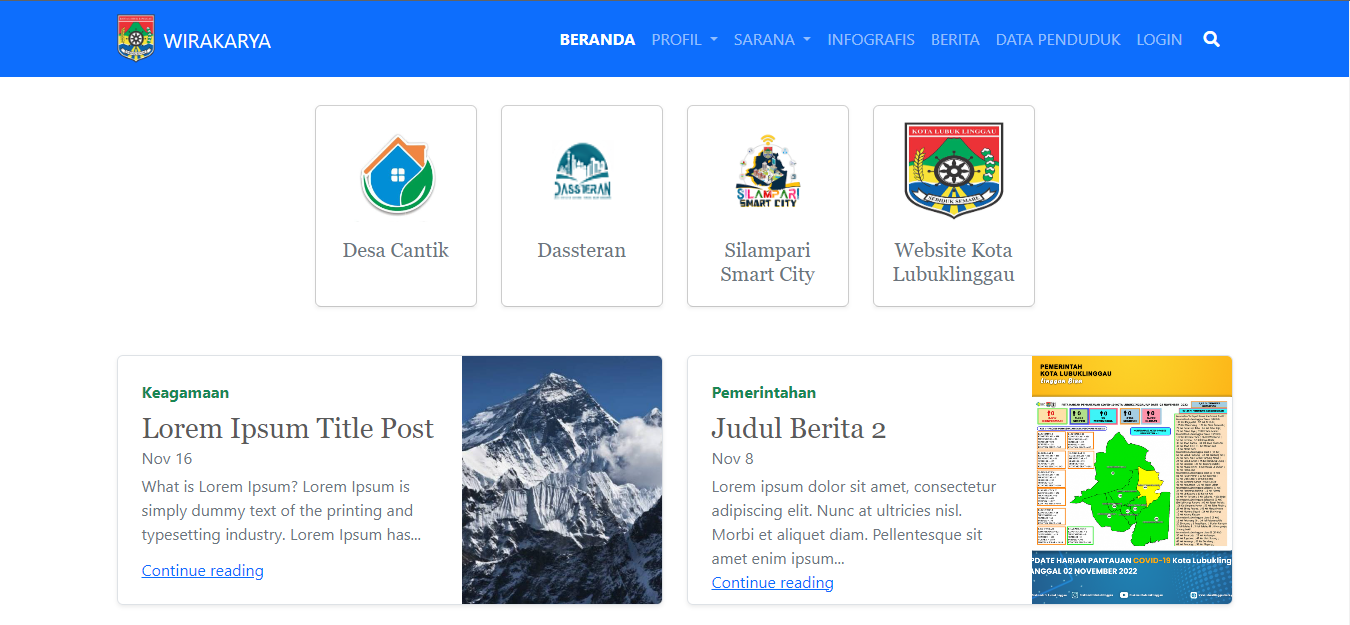 WIRAKARYA
BERANDA PROFIL SARANA INFOGRAFIS BERITA DATA PENDUDUK LOGIN
DASSTERAN
SILAMPARI
SMART CITY
KOTA LUBUK LINGGAU
SEBIDUK SEMARE
Desa Cantik
Dassteran
Silampari
Smart City
Website Kota
Lubuklinggau
Keagamaan
Lorem Ipsum Title Post
Nov 16
What is Lorem Ipsum? Lorem Ipsum is
simply dummy text of the printing and
typesetting industry. Lorem Ipsum has...
Continue reading
Pemerintahan
Judul Berita 2
Nov 8
Lorem ipsum dolor sit amet, consectetur
adipiscing elit. Nunc at ultricies nisl.
Morbi et aliquet diam. Pellentesque sit
amet enim ipsum...
Continue reading
PEMERINTAH
KOTA LUBUKLINGGAU
Linggau Bisa
PDATE HARIAN PANTAUAN COVID-19 Kota Lubukling
ANGGAL 02 NOVEMBER 2022